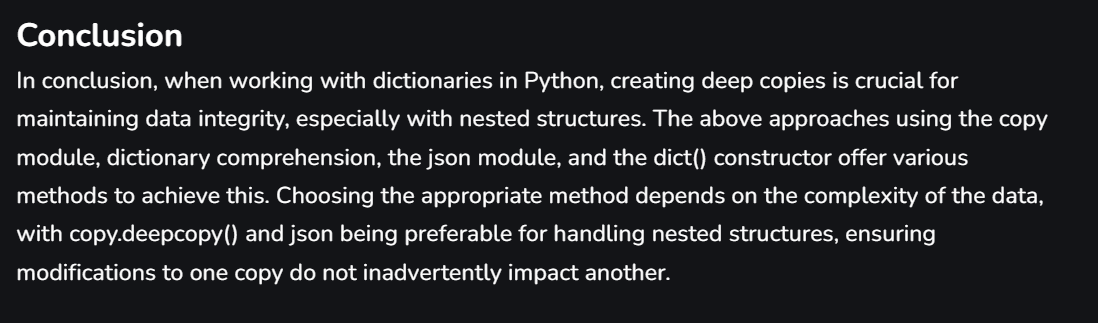 Conclusion
In conclusion, when working with dictionaries in Python, creating deep copies is crucial for
maintaining data integrity, especially with nested structures. The above approaches using the copy
module, dictionary comprehension, the json module, and the dict() constructor offer various
methods to achieve this. Choosing the appropriate method depends on the complexity of the data,
with copy.deepcopy() and json being preferable for handling nested structures, ensuring
modifications to one copy do not inadvertently impact another.